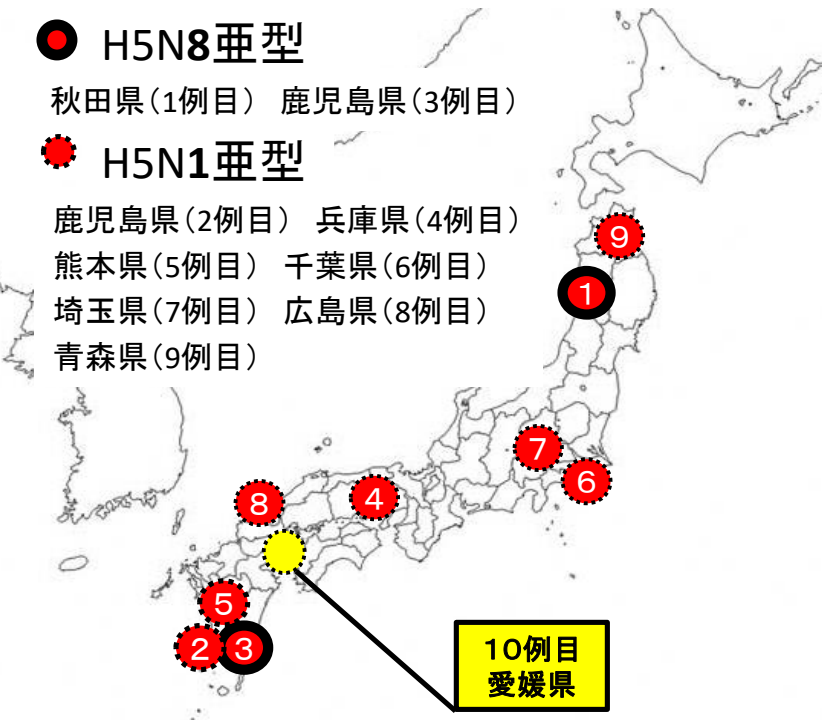 H5N8亜型
秋田県（1例目） 鹿児島県（3例目）
H5N1亜型
鹿児島県（2例目） 兵庫県（4例目）
熊本県（5例目） 千葉県（6例目）
埼玉県（7例目） 広島県（8例目）
青森県（9例目）
9
1
7
6
8
4
5
2
3
10例目
愛媛県